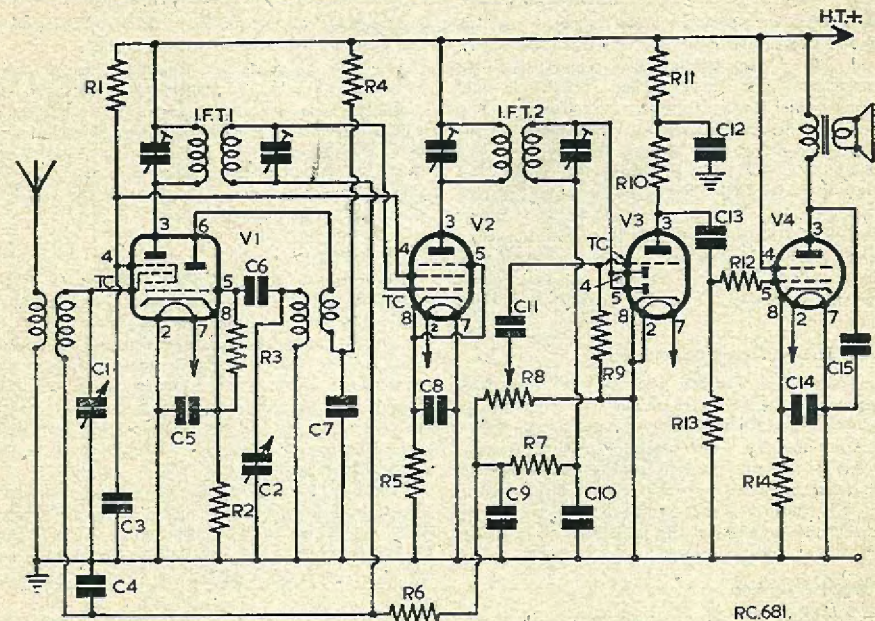 H.T.+
R1
R4
R11
I.F.T.1
I.F.T.2
C12
R10
C13
3
6
V1
4
TC
5
C6
2
7
8
R3
V2
3
4
5
TC
8
2
7
V3
3
TC
4
5
8
2
7
R12
V4
3
4
5
8
2
7
C11
C1
C5
C7
C8
R8
R9
C14
C15
R13
R7
C3
R2
C2
R5
C9
C10
R14
C4
R6
RC.681.